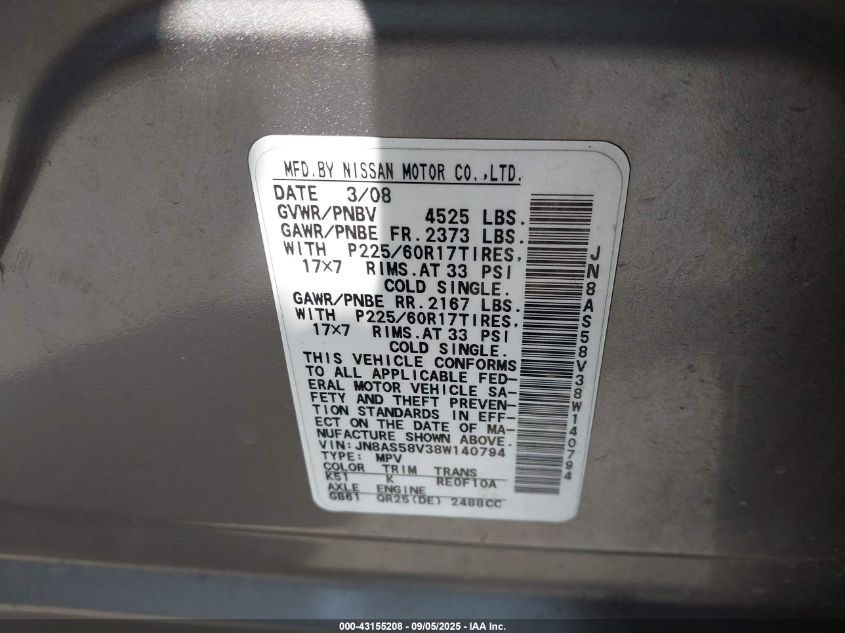 MFD.BY NISSAN MOTOR CO.,LTD.
DATE 3/08
GVWR/PNBV 4525 LBS.
GAWR/PNBE FR.2373 LBS.
WITH P225/60R17TIRES,
17×7 RIMS.AT 33 PSI
COLD SINGLE.
GAWR/PNBE RR.2167 LBS.
WITH P225/60R17TIRES,
17×7 RIMS.AT 33 PSI
COLD SINGLE.
THIS VEHICLE CONFORMS
TO ALL APPLICABLE FED-
ERAL MOTOR VEHICLE SA-
FETY AND THEFT PREVEN-
TION STANDARDS IN EFF-
ECT ON THE DATE OF MA-
NUFACTURE SHOWN ABOVE.
VIN:JN8AS58V38W140794
TYPE: MPV
COLOR TRIM TRANS
K51 K RE0F10A
AXLE ENGINE
GB61 QR25(DE) 2488CC
JN8AS58V38W140794
000-43155208 - 09/05/2025 - IAA Inc.